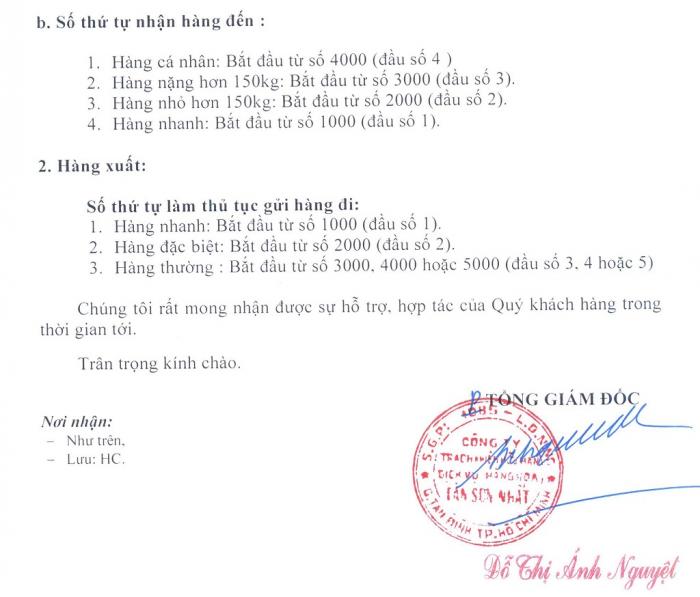 b. Số thứ tự nhận hàng đến :
1. Hàng cá nhân: Bắt đầu từ số 4000 (đầu số 4 )
2. Hàng nặng hơn 150kg: Bắt đầu từ số 3000 (đầu số 3).
3. Hàng nhỏ hơn 150kg: Bắt đầu từ số 2000 (đầu số 2).
4. Hàng nhanh: Bắt đầu từ số 1000 (đầu số 1).
2. Hàng xuất:
Số thứ tự làm thủ tục gửi hàng đi:
1. Hàng nhanh: Bắt đầu từ số 1000 (đầu số 1).
2. Hàng đặc biệt: Bắt đầu từ số 2000 (đầu số 2).
3. Hàng thường : Bắt đầu từ số 3000, 4000 hoặc 5000 (đầu số 3, 4 hoặc 5)
Chúng tôi rất mong nhận được sự hỗ trợ, hợp tác của Quý khách hàng trong
thời gian tới.
Trân trọng kính chào.
TỔNG GIÁM ĐỐC
Nơi nhận:
– Như trên,
– Lưu: HC.
S.G.P:
CÔNG TY
DỊCH VỤ HÀNG HÓA
TÂN SƠN NHẤT
Q.TÂN BÌNH T.P.HỒ CHÍ MINH
Đỗ Thị Ánh Nguyệt